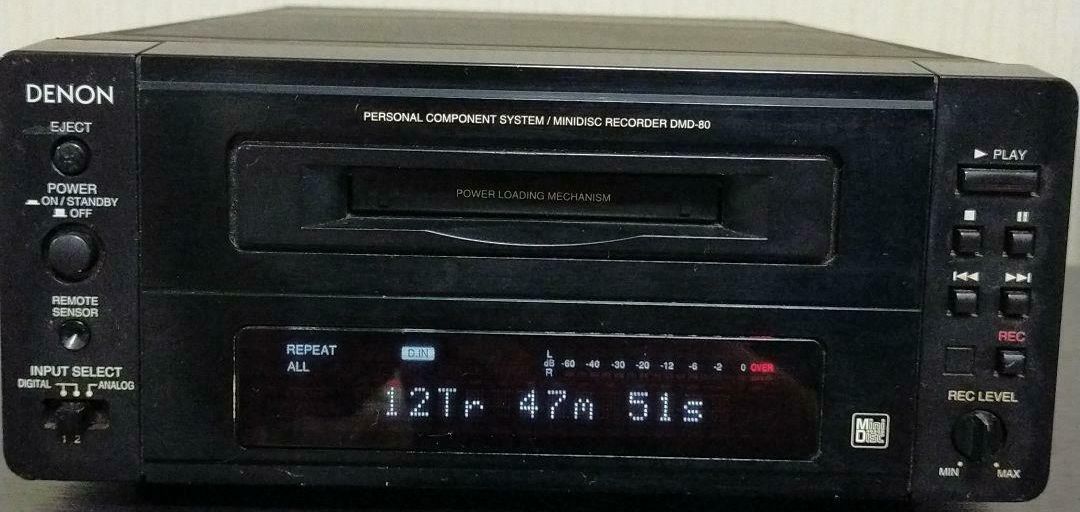 DENON
EJECT
POWER
ON / STANDBY
OFF
REMOTE
SENSOR
INPUT SELECT
DIGITAL
ANALOG
1 2
PERSONAL COMPONENT SYSTEM / MINIDISC RECORDER DMD-80
POWER LOADING MECHANISM
REPEAT
ALL
D.IN
L
dB -60 -40 -30 -20 -12 -6 -2 0 OVER
R
12Tr 47m 51s
Mini
Disc
PLAY
REC
REC LEVEL
MIN MAX